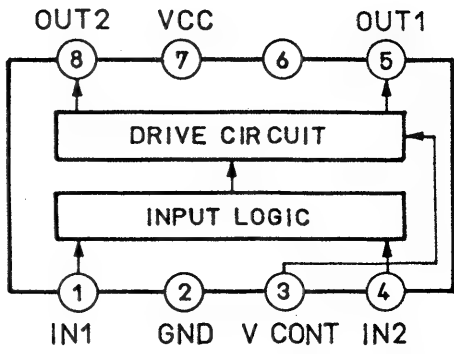 OUT2 VCC OUT1
8 7 6 5
DRIVE CIRCUIT
INPUT LOGIC
1 2 3 4
IN1 GND V CONT IN2